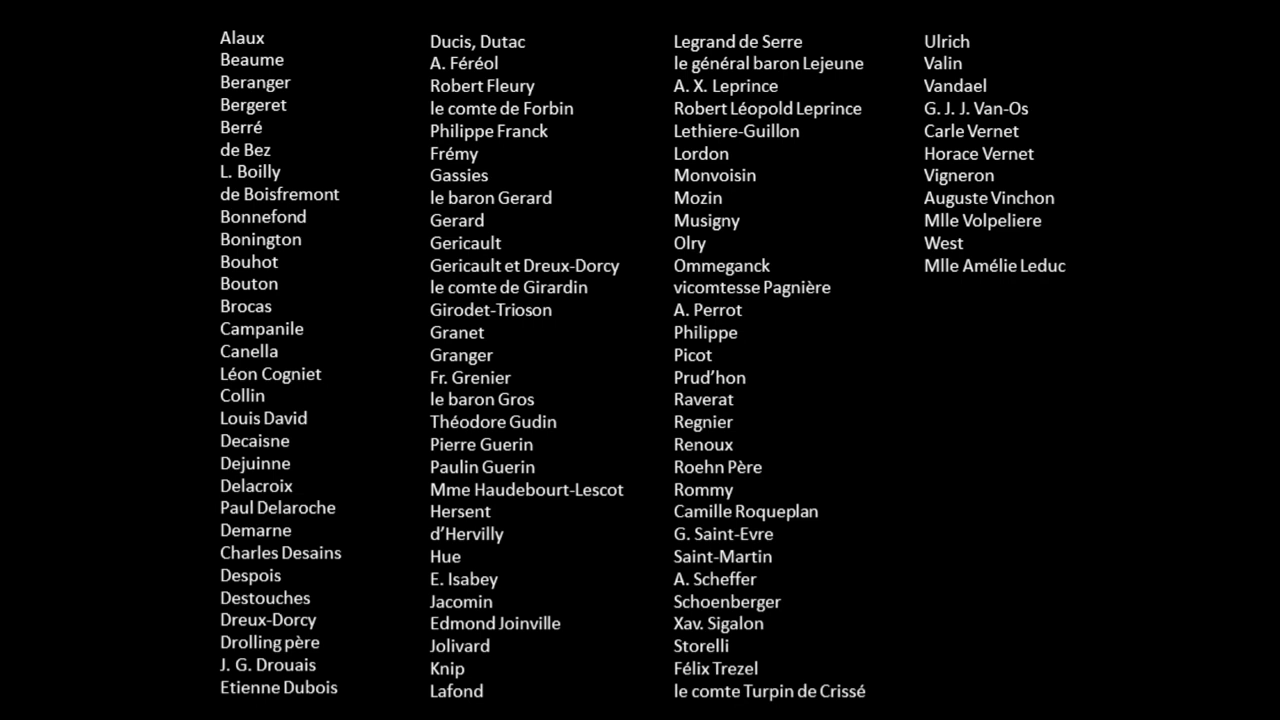 Alaux
Beaume
Beranger
Bergeret
Berré
de Bez
L. Boilly
de Boisfremont
Bonnefond
Bonington
Bouhot
Bouton
Brocas
Campanile
Canella
Léon Cogniet
Collin
Louis David
Decaisne
Dejuinne
Delacroix
Paul Delaroche
Demarne
Charles Desains
Despois
Destouches
Dreux-Dorcy
Drolling père
J. G. Drouais
Etienne Dubois
Ducis, Dutac
A. Féréol
Robert Fleury
le comte de Forbin
Philippe Franck
Frémy
Gassies
le baron Gerard
Gerard
Gericault
Gericault et Dreux-Dorcy
le comte de Girardin
Girodet-Trioson
Granet
Granger
Fr. Grenier
le baron Gros
Théodore Gudin
Pierre Guerin
Paulin Guerin
Mme Haudebourt-Lescot
Hersent
d’Hervilly
Hue
E. Isabey
Jacomin
Edmond Joinville
Jolivard
Knip
Lafond
Legrand de Serre
le général baron Lejeune
A. X. Leprince
Robert Léopold Leprince
Lethiere-Guillon
Lordon
Monvoisin
Mozin
Musigny
Olry
Ommeganck
vicomtesse Pagnière
A. Perrot
Philippe
Picot
Prud’hon
Raverat
Regnier
Renoux
Roehn Père
Rommy
Camille Roqueplan
G. Saint-Evre
Saint-Martin
A. Scheffer
Schoenberger
Xav. Sigalon
Storelli
Félix Trezel
le comte Turpin de Crissé
Ulrich
Valin
Vandael
G. J. J. Van-Os
Carle Vernet
Horace Vernet
Vigneron
Auguste Vinchon
Mlle Volpeliere
West
Mlle Amélie Leduc